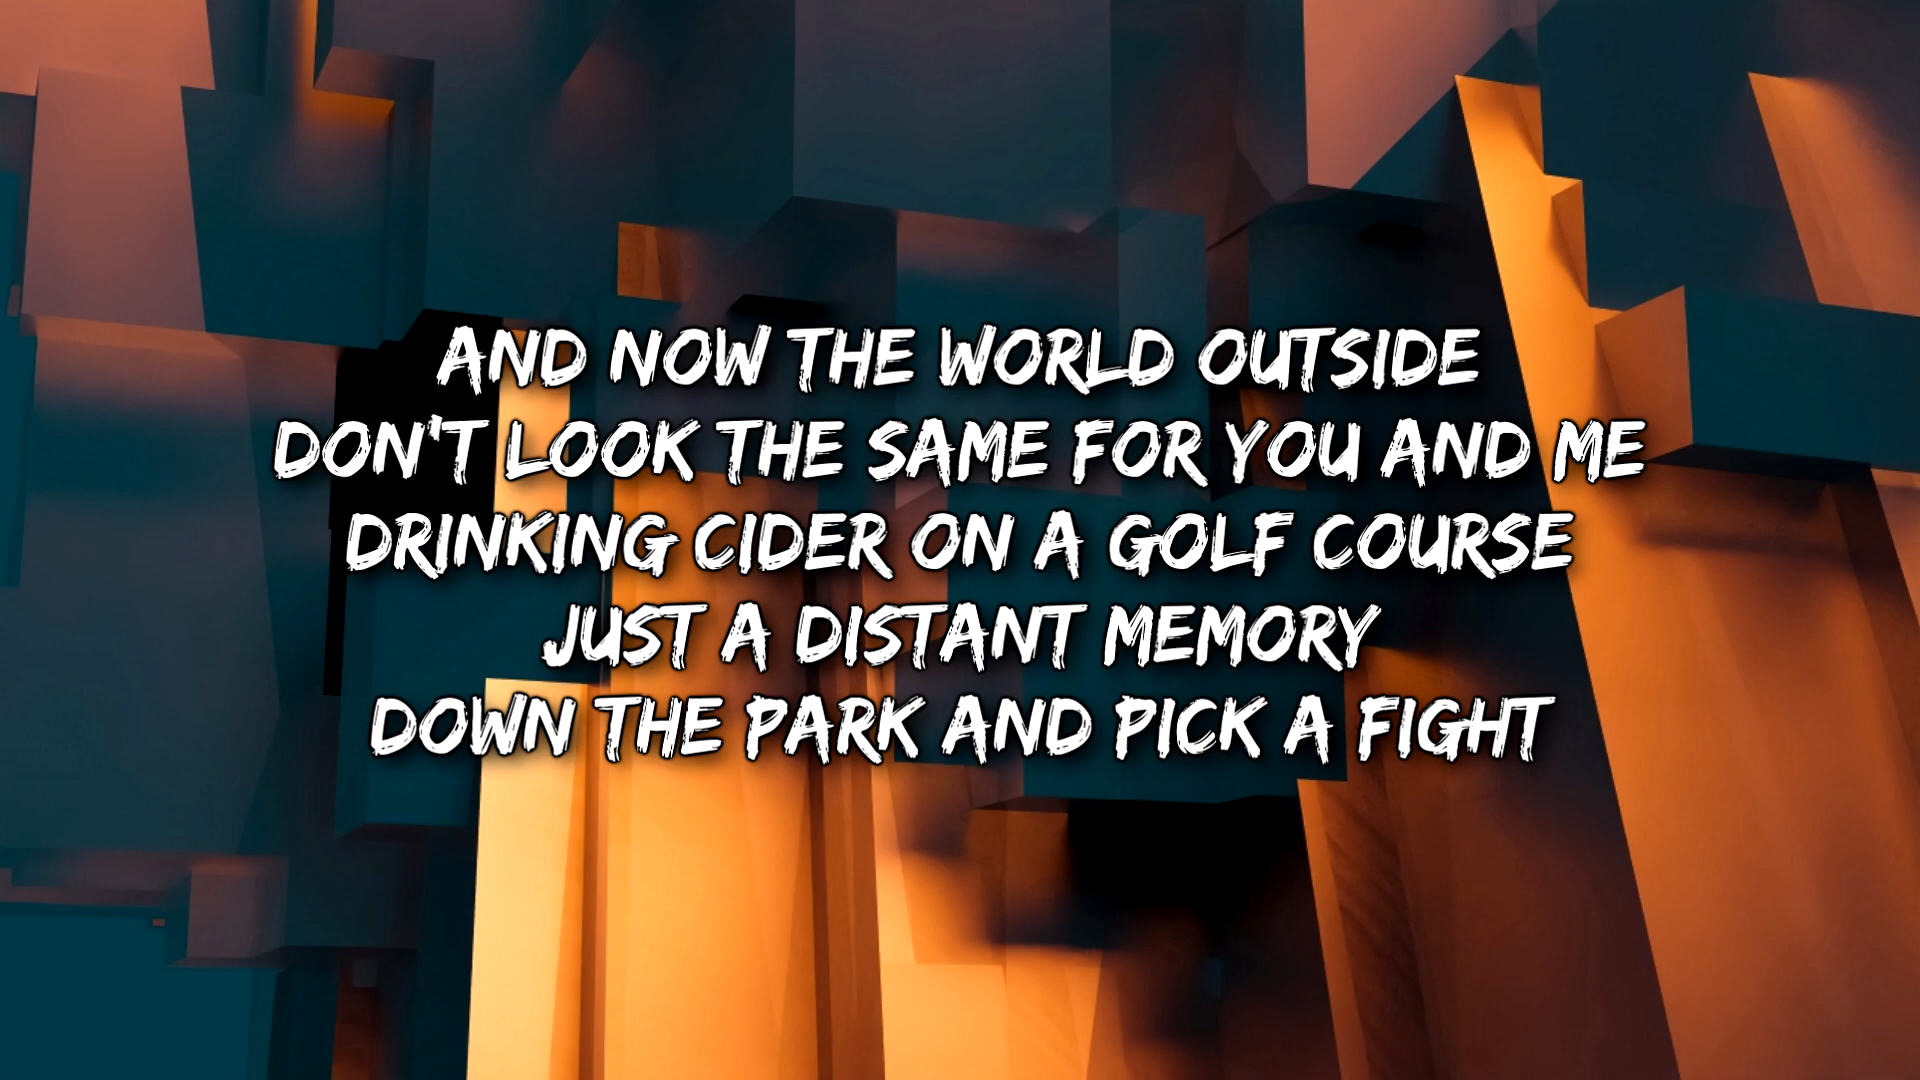 AND NOW THE WORLD OUTSIDE
DON'T LOOK THE SAME FOR YOU AND ME
DRINKING CIDER ON A GOLF COURSE
JUST A DISTANT MEMORY
DOWN THE PARK AND PICK A FIGHT